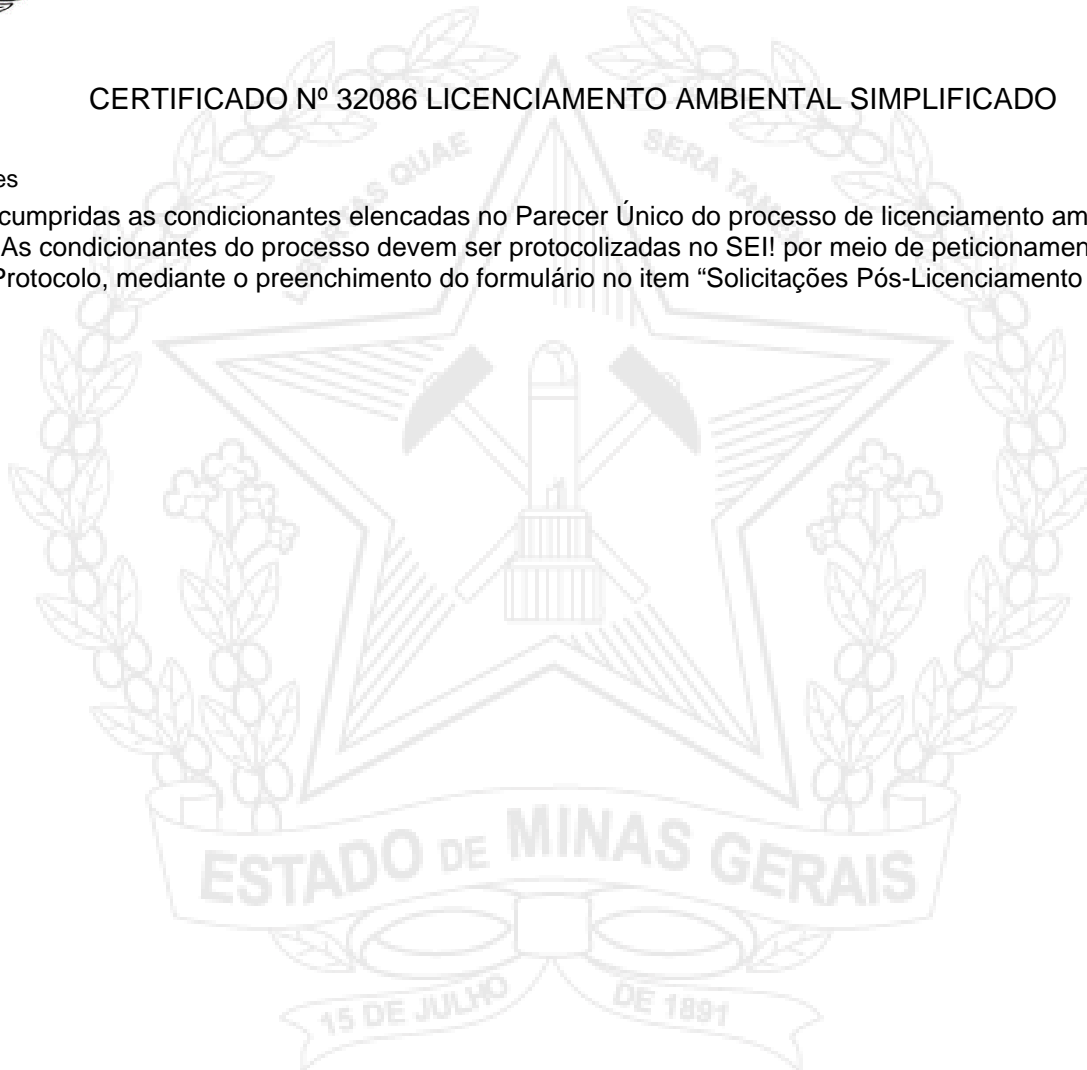 CERTIFICADO Nº 32086 LICENCIAMENTO AMBIENTAL SIMPLIFICADO
es
cumpridas as condicionantes elencadas no Parecer Único do processo de licenciamento am
As condicionantes do processo devem ser protocolizadas no SEI! por meio de peticionamen
Protocolo, mediante o preenchimento do formulário no item “Solicitações Pós-Licenciamento
QUAE SERA TAMEN
ESTADO DE MINAS GERAIS
15 DE JULHO DE 1891